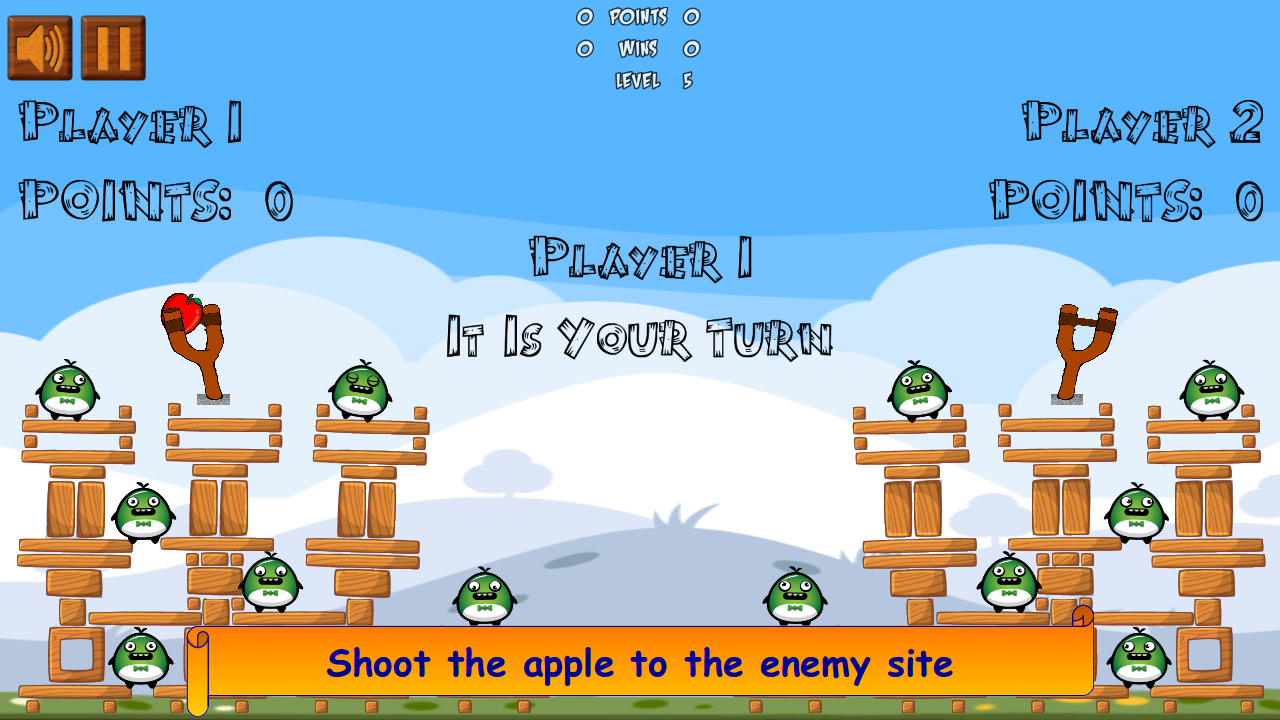 0 POINTS 0
0 WINS 0
LEVEL 5
PLAYER 1
PLAYER 2
POINTS: 0
POINTS: 0
PLAYER 1
IT IS YOUR TURN
Shoot the apple to the enemy site